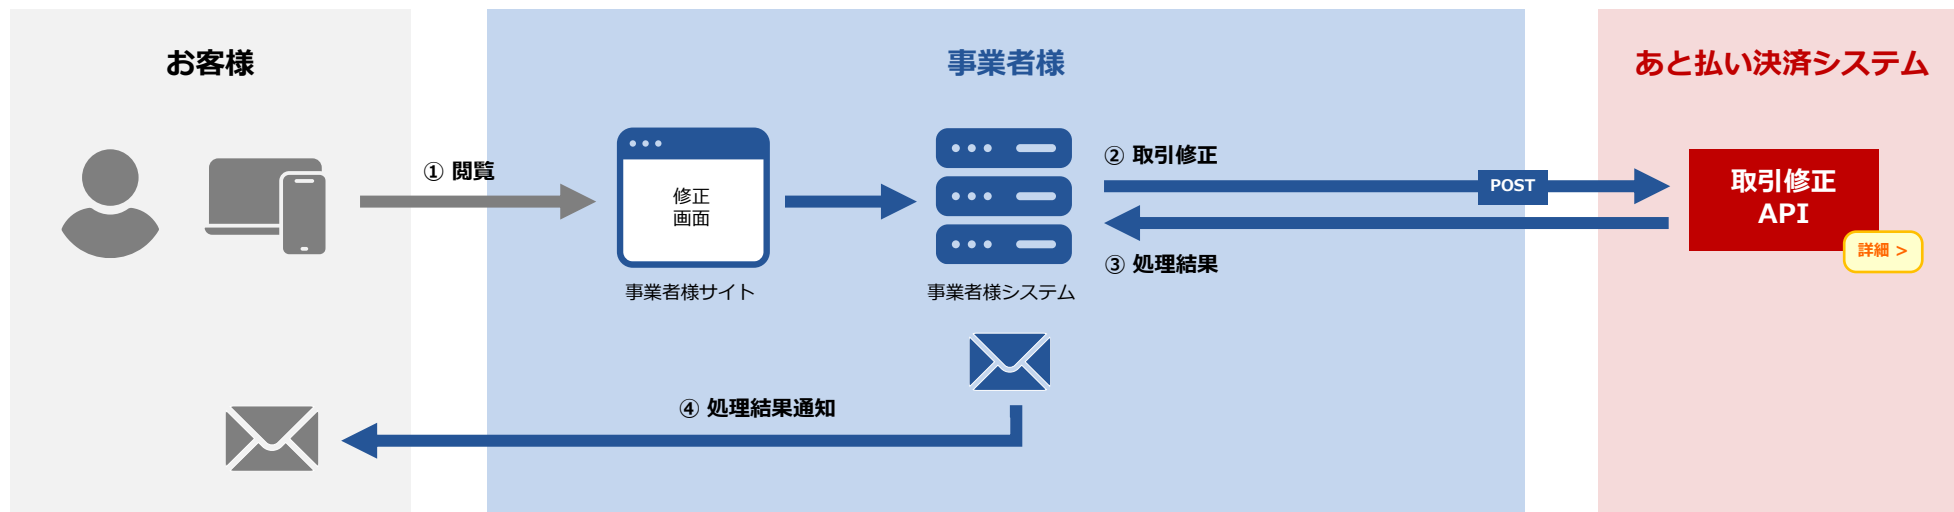 お客様
事業者様
あと払い決済システム
① 閲覧
修正
画面
事業者様サイト
事業者様システム
② 取引修正
POST
③ 処理結果
取引修正
API
詳細 >
④ 処理結果通知